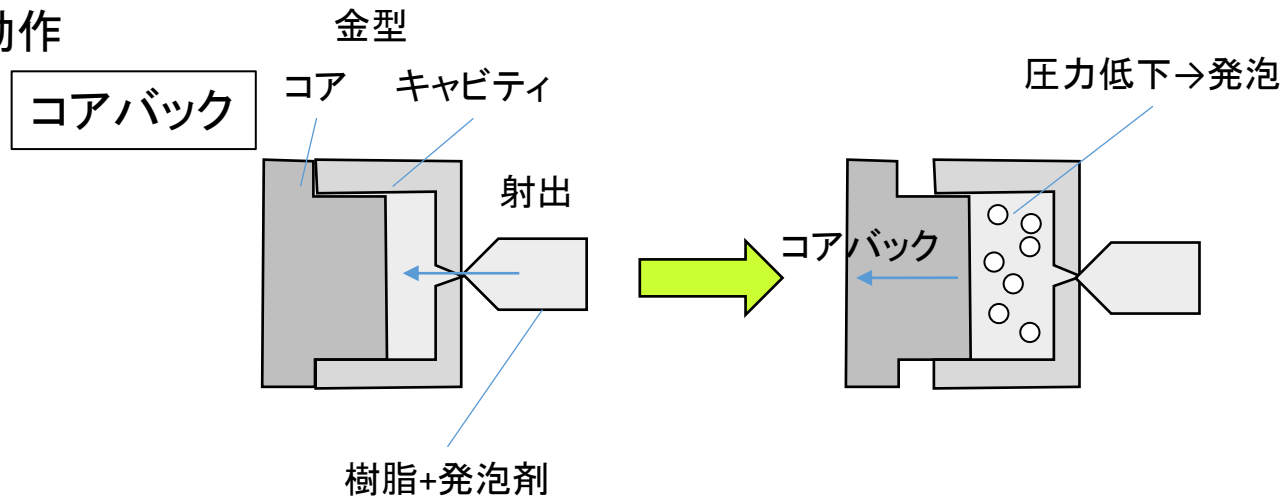 動作
コアバック
金型
コア
キャビティ
射出
樹脂+発泡剤
圧力低下→発泡
コアバック